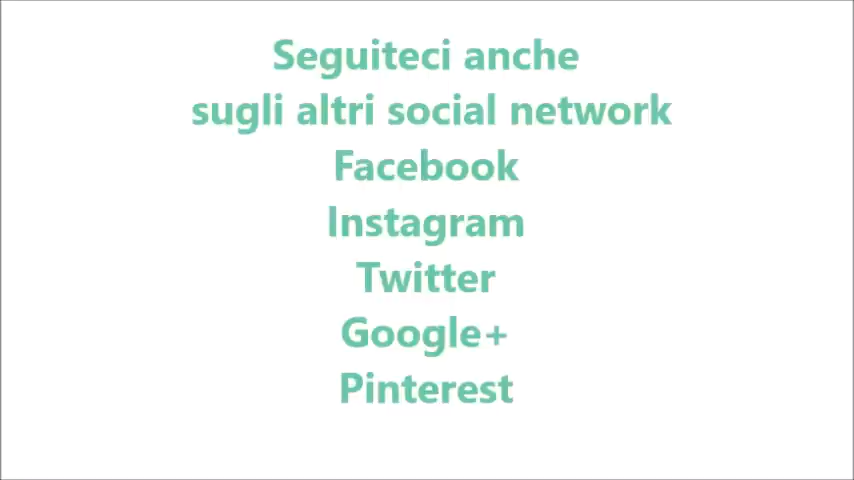 Seguiteci anche
sugli altri social network
Facebook
Instagram
Twitter
Google+
Pinterest